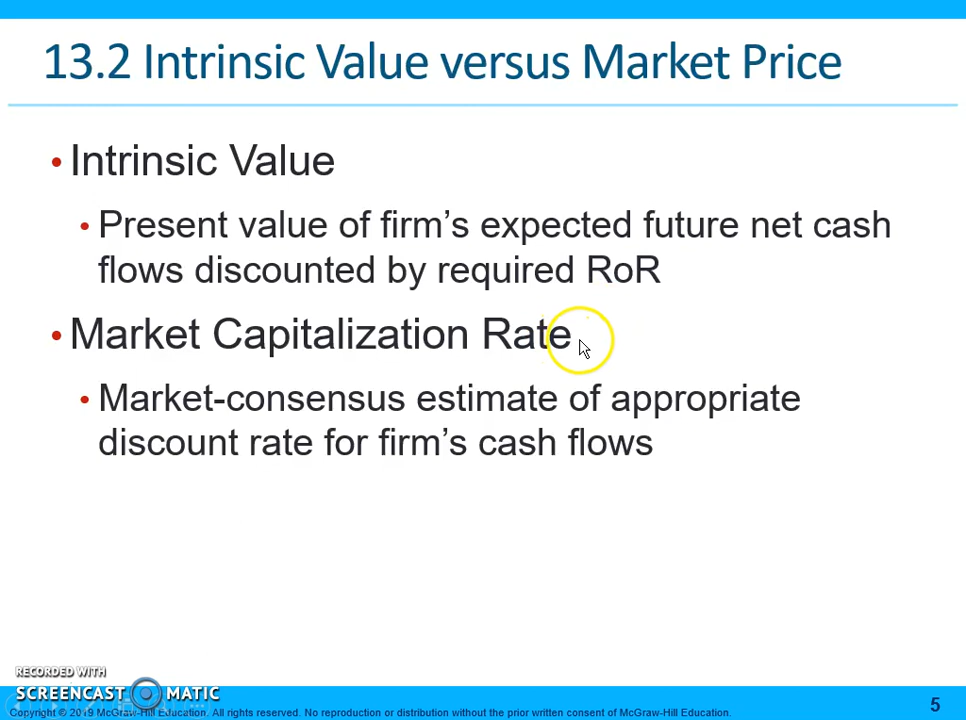 13.2 Intrinsic Value versus Market Price
• Intrinsic Value
• Present value of firm's expected future net cash
flows discounted by required RoR
• Market Capitalization Rate
• Market-consensus estimate of appropriate
discount rate for firm's cash flows
RECORDED WITH
SCREENCAST MATIC
Copyright © 2019 McGraw-Hill Education. All rights reserved. No reproduction or distribution without the prior written consent of McGraw-Hill Education.
5